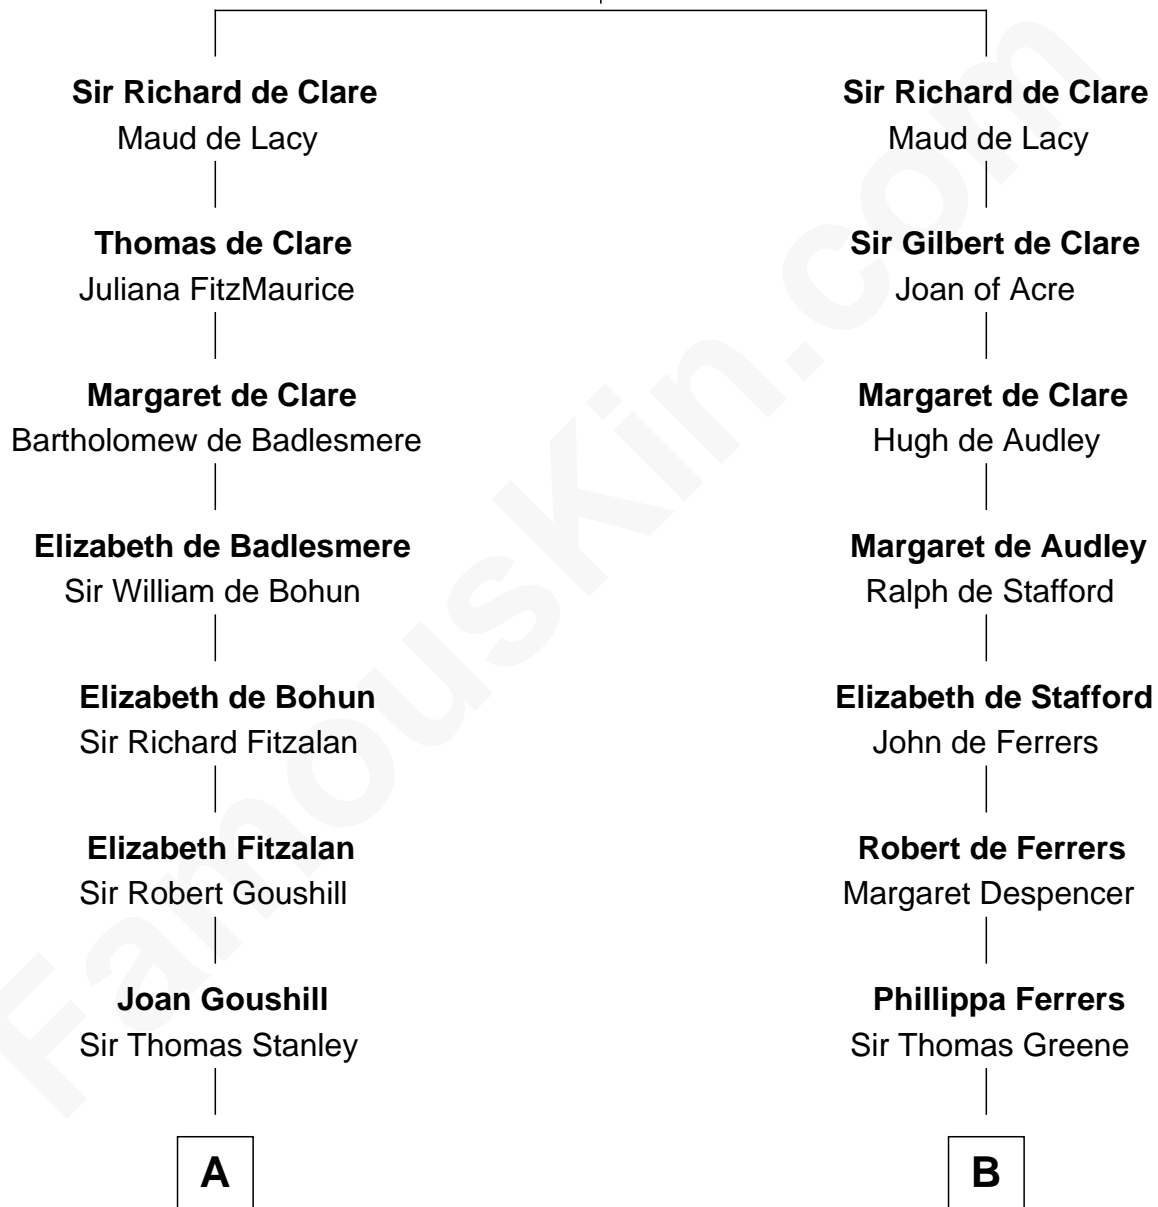 Sir Richard de Clare
Maud de Lacy
Thomas de Clare
Juliana FitzMaurice
Margaret de Clare
Bartholomew de Badlesmere
Elizabeth de Badlesmere
Sir William de Bohun
Elizabeth de Bohun
Sir Richard Fitzalan
Elizabeth Fitzalan
Sir Robert Goushill
Joan Goushill
Sir Thomas Stanley
A
Sir Richard de Clare
Maud de Lacy
Sir Gilbert de Clare
Joan of Acre
Margaret de Clare
Hugh de Audley
Margaret de Audley
Ralph de Stafford
Elizabeth de Stafford
John de Ferrers
Robert de Ferrers
Margaret Despencer
Phillippa Ferrers
Sir Thomas Greene
B
FamousKin.com